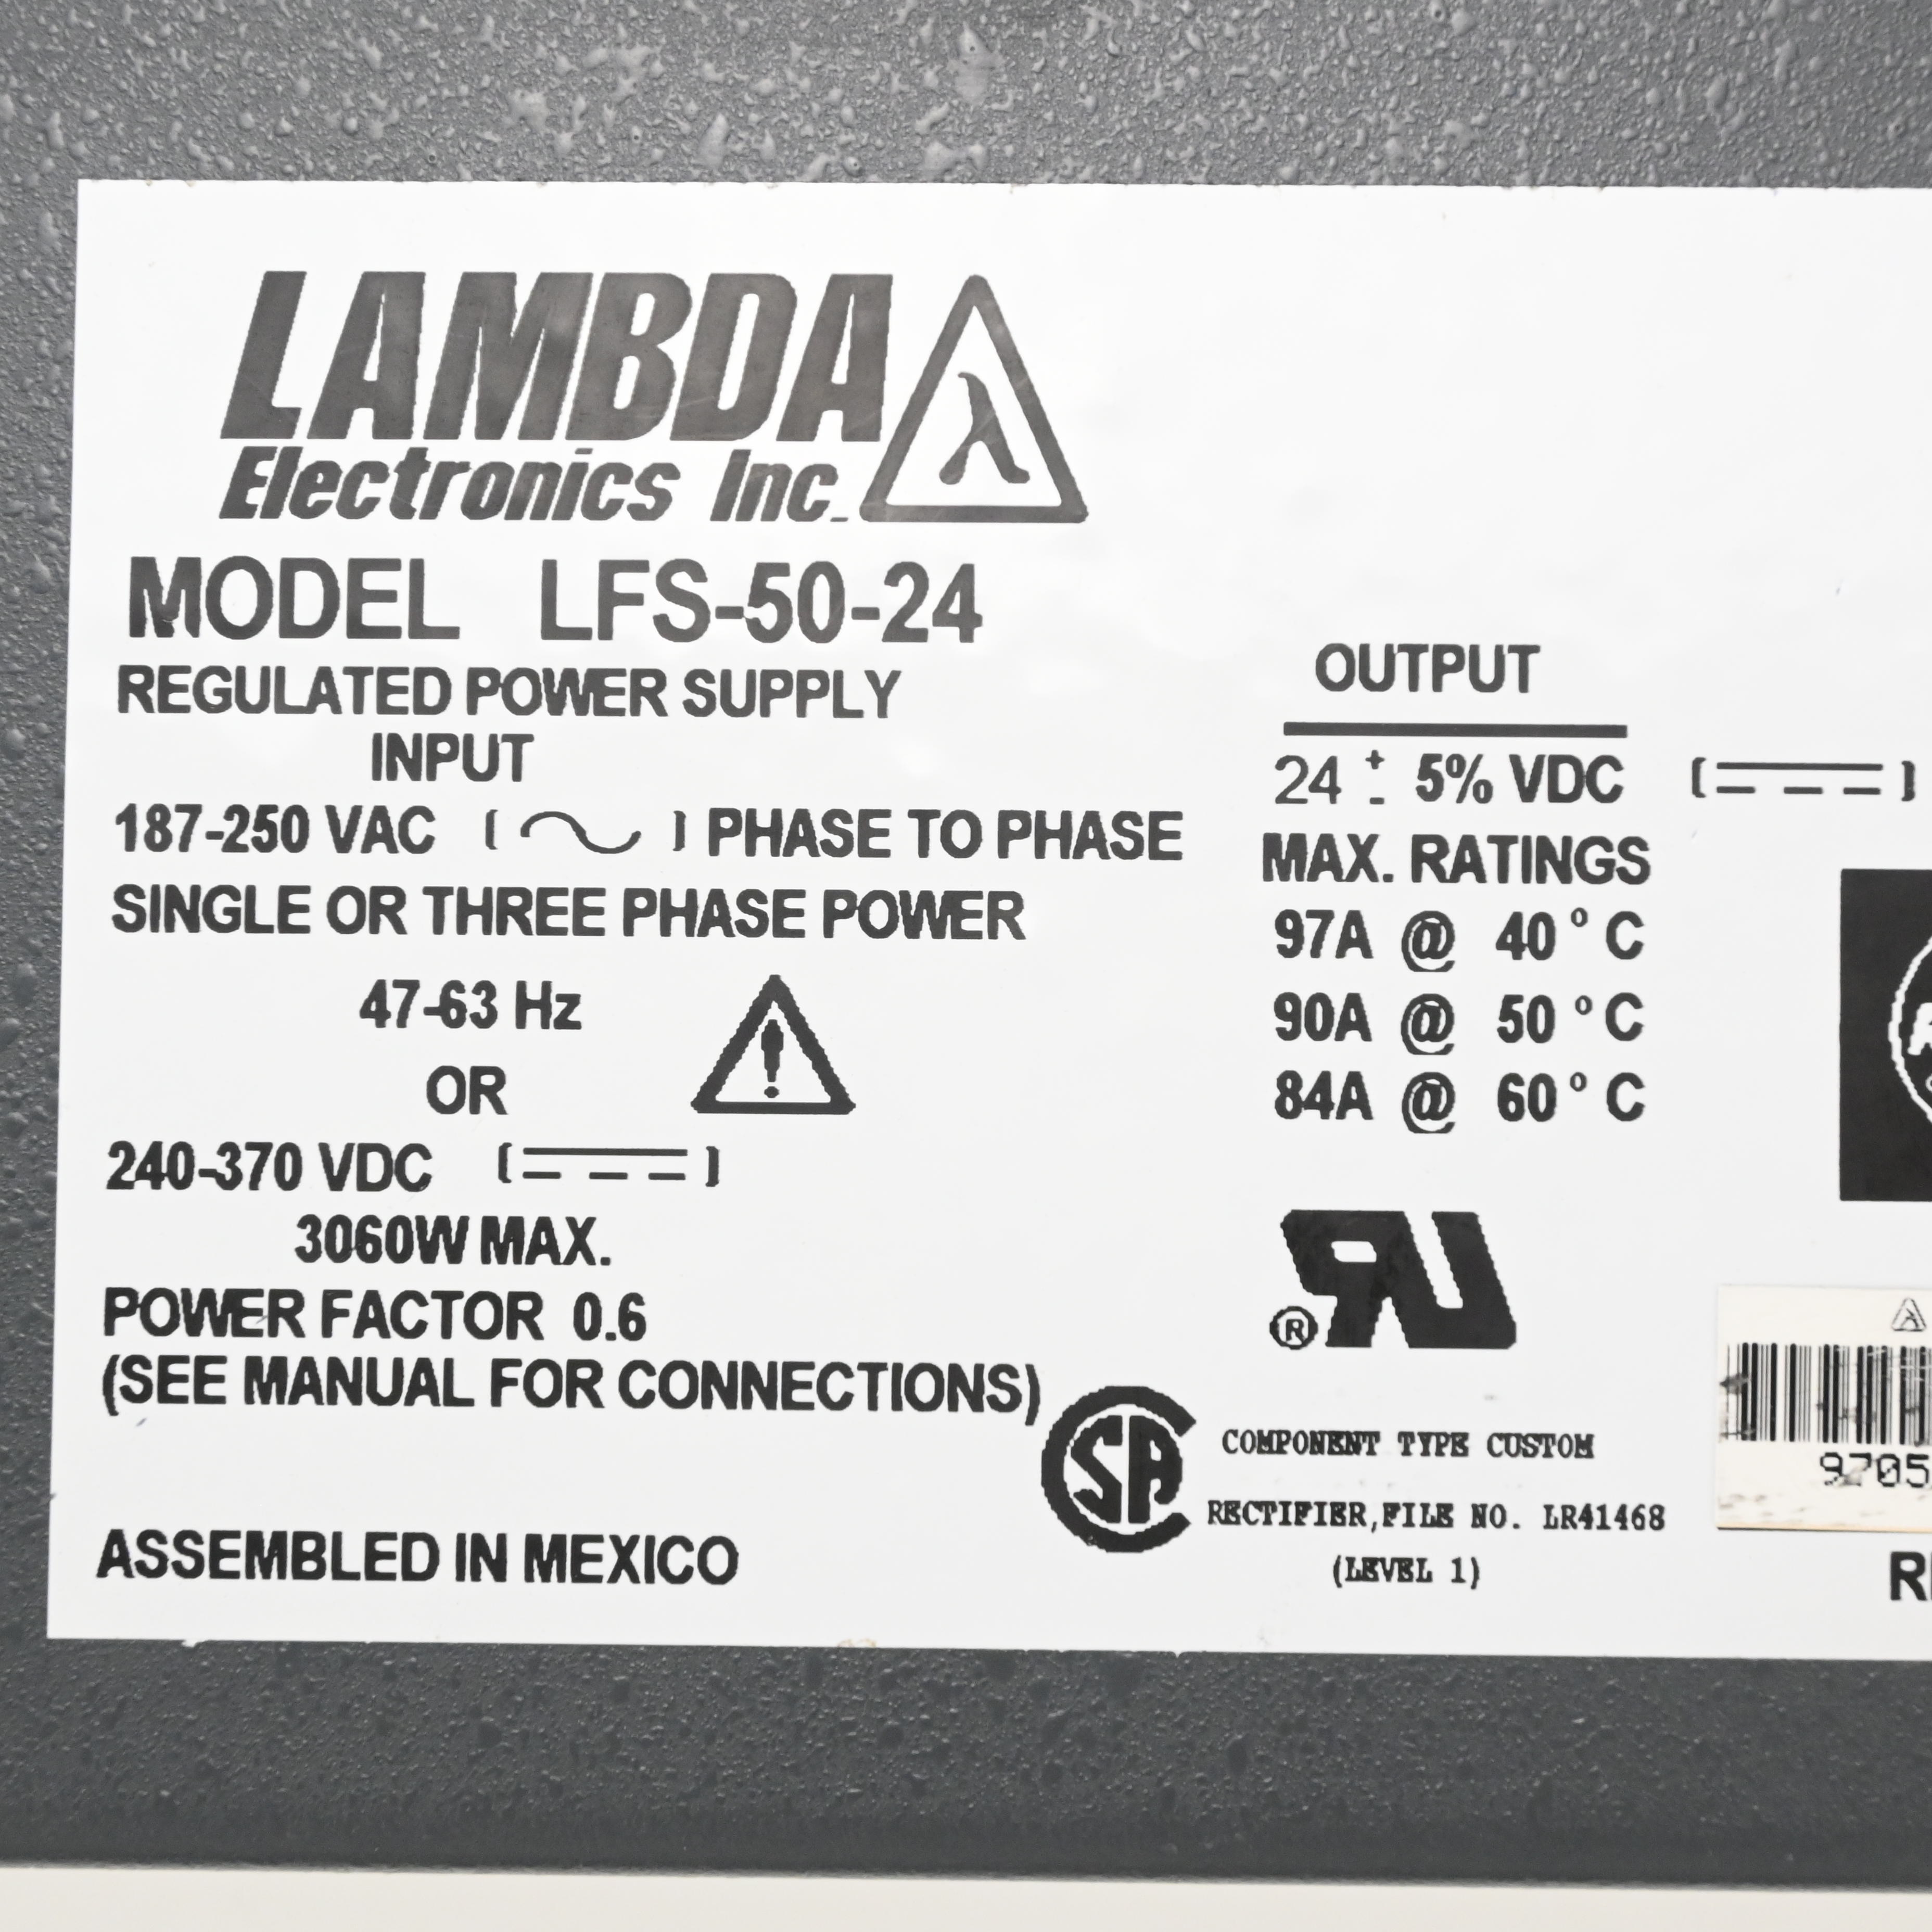 LAMBDA
Electronics Inc.
λ
MODEL LFS-50-24
REGULATED POWER SUPPLY
INPUT
187-250 VAC [ ∼ ] PHASE TO PHASE
SINGLE OR THREE PHASE POWER
47-63 Hz
OR
240-370 VDC [ ⎓ ]
3060W MAX.
POWER FACTOR 0.6
(SEE MANUAL FOR CONNECTIONS)
ASSEMBLED IN MEXICO
OUTPUT
24 ± 5% VDC [ ⎓ ]
MAX. RATINGS
97A @ 40° C
90A @ 50° C
84A @ 60° C
®
SA
COMPONENT TYPE CUSTOM
RECTIFIER,FILE NO. LR41468
(LEVEL 1)
9705